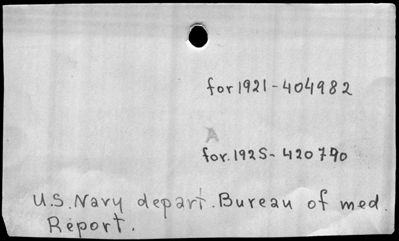 for 1921-404982
A
for. 1925-420790
U.S. Navy depart. Bureau of med.
Report.